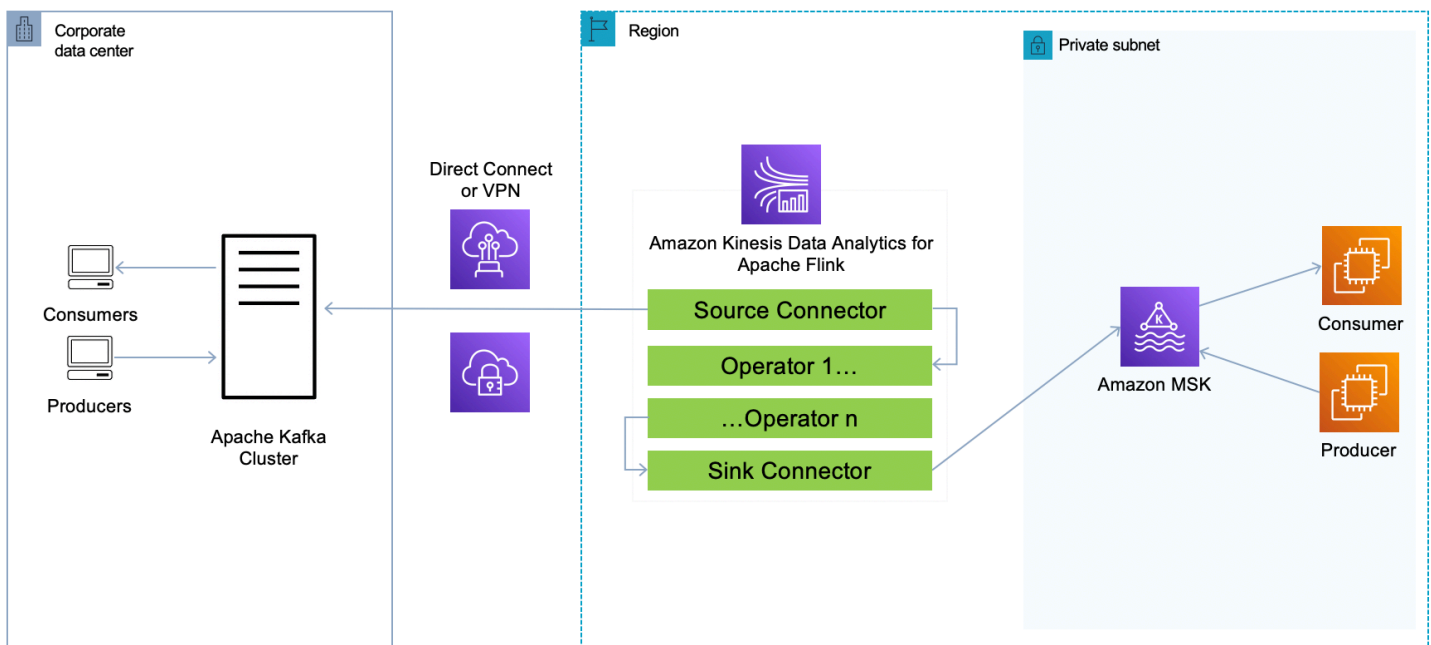 Corporate
data center
Region
Private subnet
Direct Connect
or VPN
Amazon Kinesis Data Analytics for
Apache Flink
Source Connector
Operator 1…
…Operator n
Sink Connector
Consumers
Producers
Apache Kafka
Cluster
K
Amazon MSK
Consumer
Producer